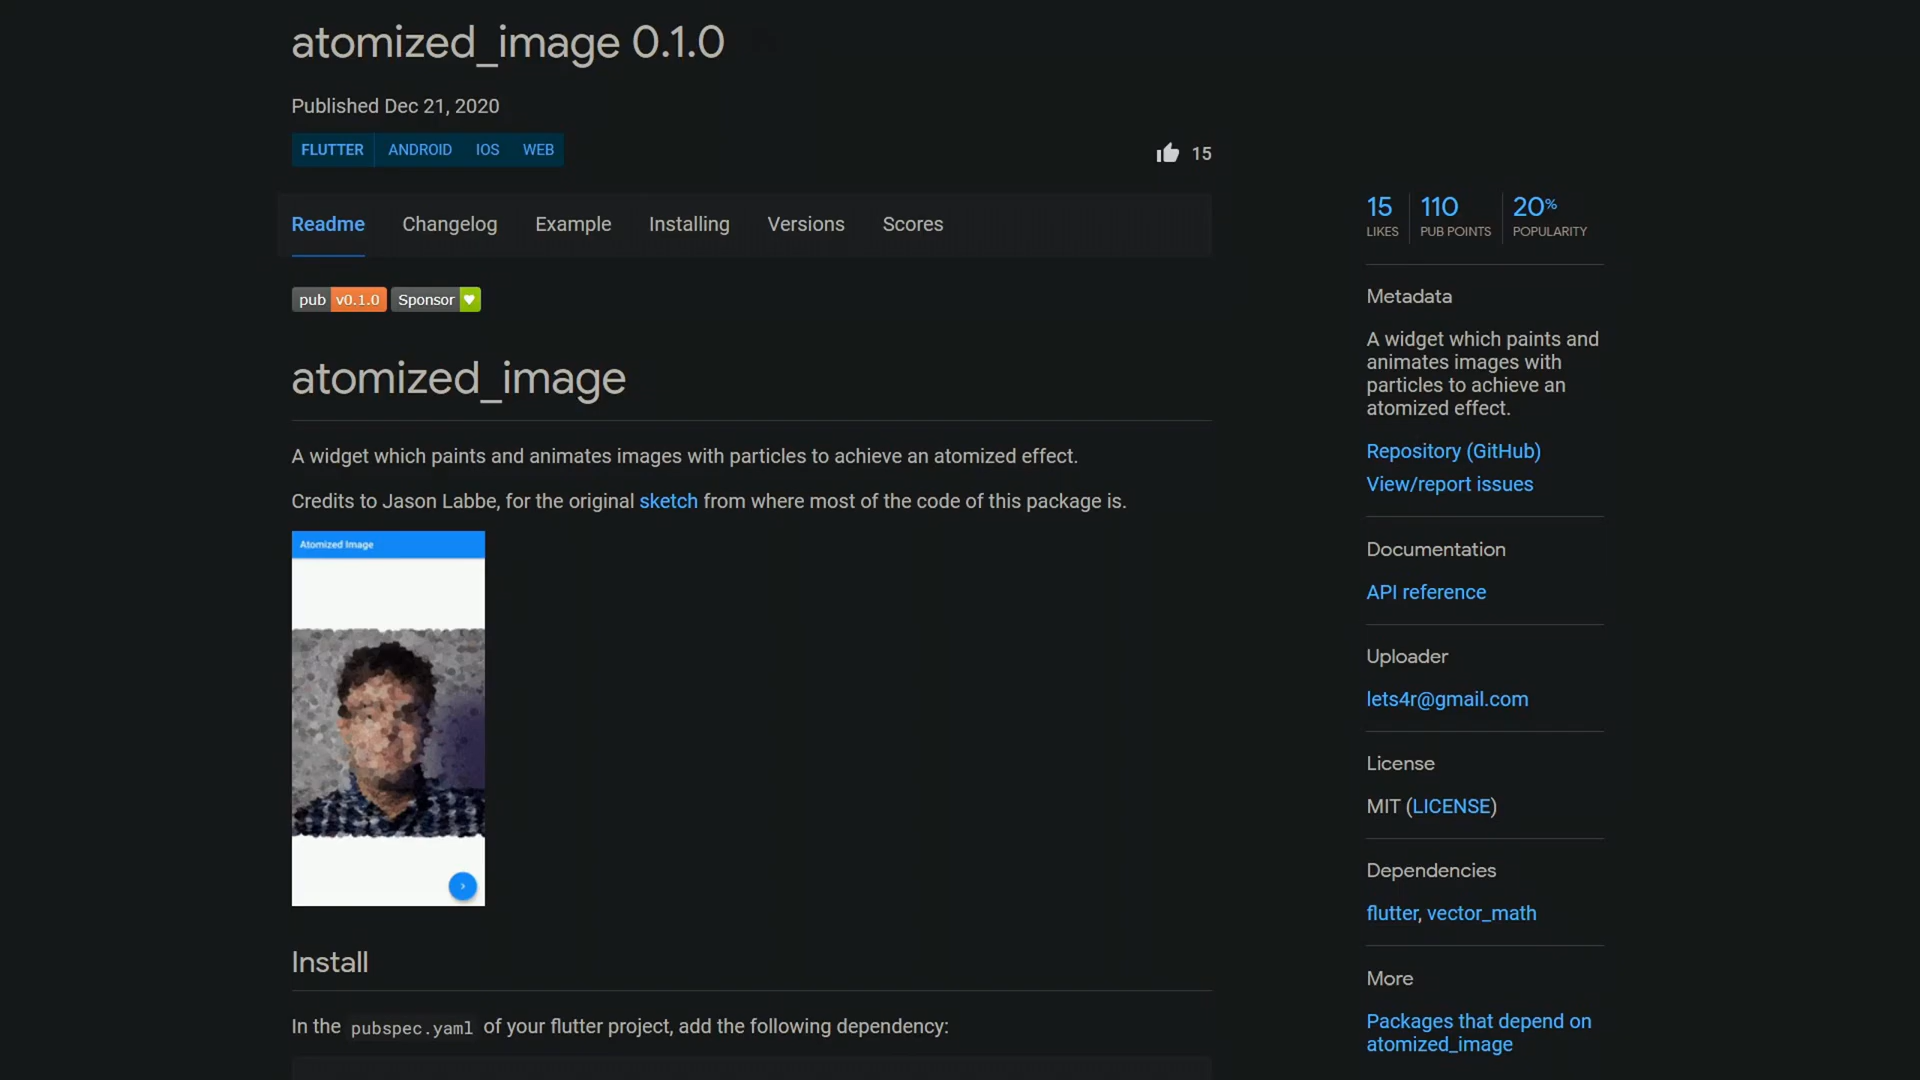 atomized_image 0.1.0
Published Dec 21, 2020
FLUTTER ANDROID IOS WEB
15
Readme Changelog Example Installing Versions Scores
pub v0.1.0 Sponsor
atomized_image
A widget which paints and animates images with particles to achieve an atomized effect.
Credits to Jason Labbe, for the original sketch from where most of the code of this package is.
Atomized Image
Install
In the pubspec.yaml of your flutter project, add the following dependency:
15 110 20%
LIKES PUB POINTS POPULARITY
Metadata
A widget which paints and
animates images with
particles to achieve an
atomized effect.
Repository (GitHub)
View/report issues
Documentation
API reference
Uploader
lets4r@gmail.com
License
MIT (LICENSE)
Dependencies
flutter, vector_math
More
Packages that depend on
atomized_image